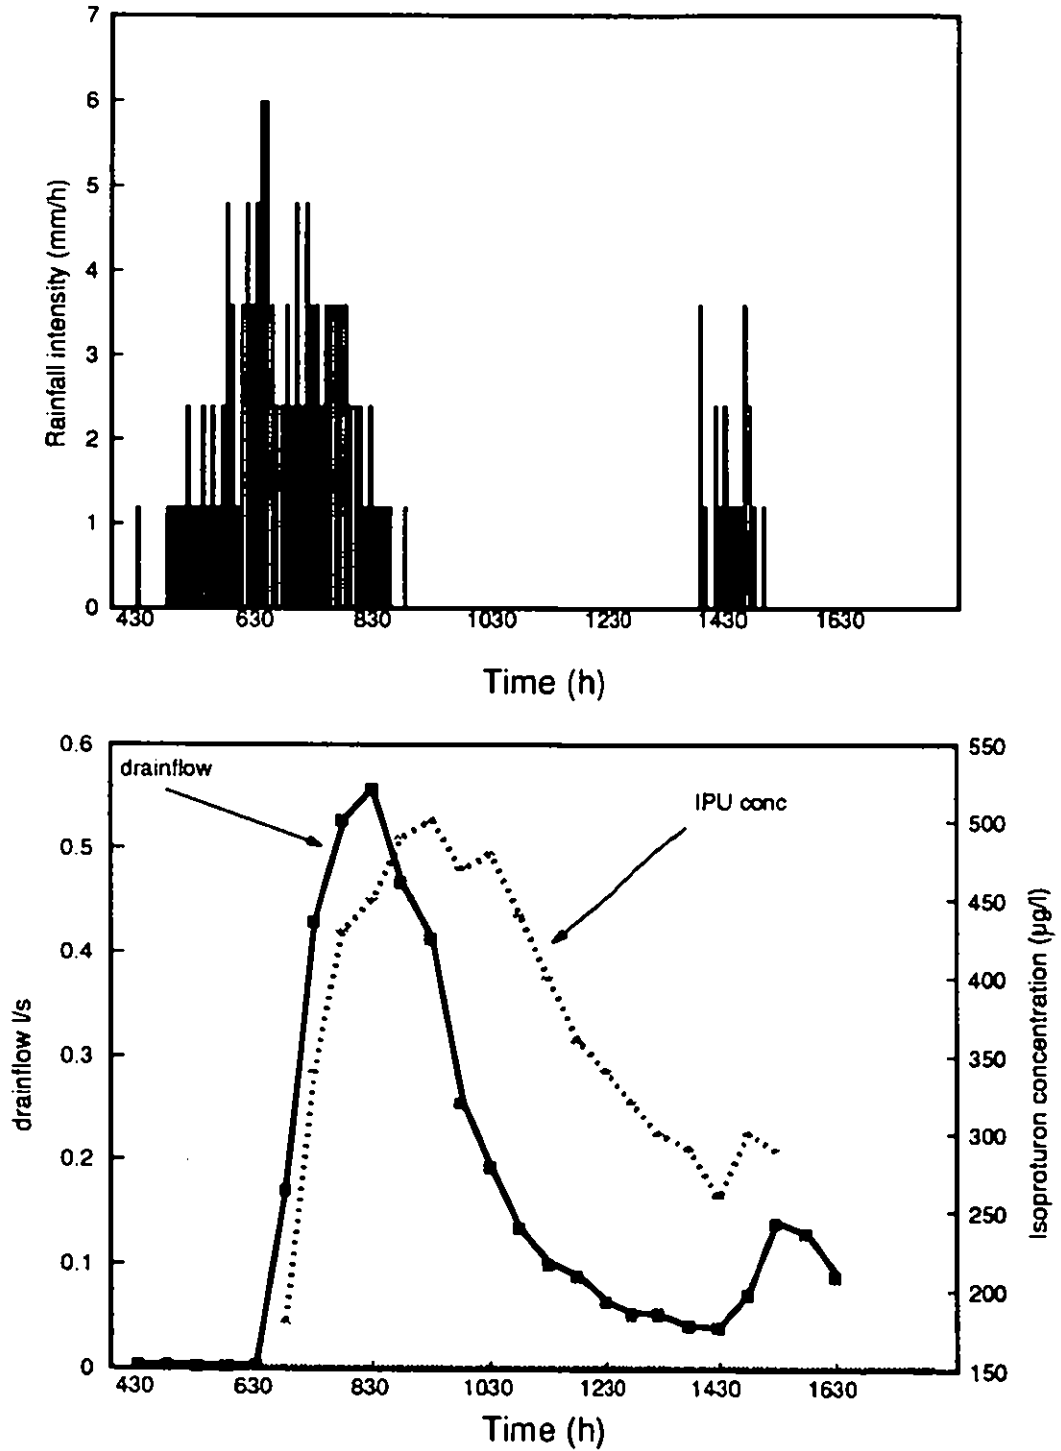 7
6
5
4
3
2
1
0
Rainfall intensity (mm/h)
430 630 830 1030 1230 1430 1630
Time (h)
0.6
0.5
0.4
0.3
0.2
0.1
0
drainflow l/s
drainflow
IPU conc
550
500
450
400
350
300
250
200
150
Isoproturon concentration (µg/l)
430 630 830 1030 1230 1430 1630
Time (h)